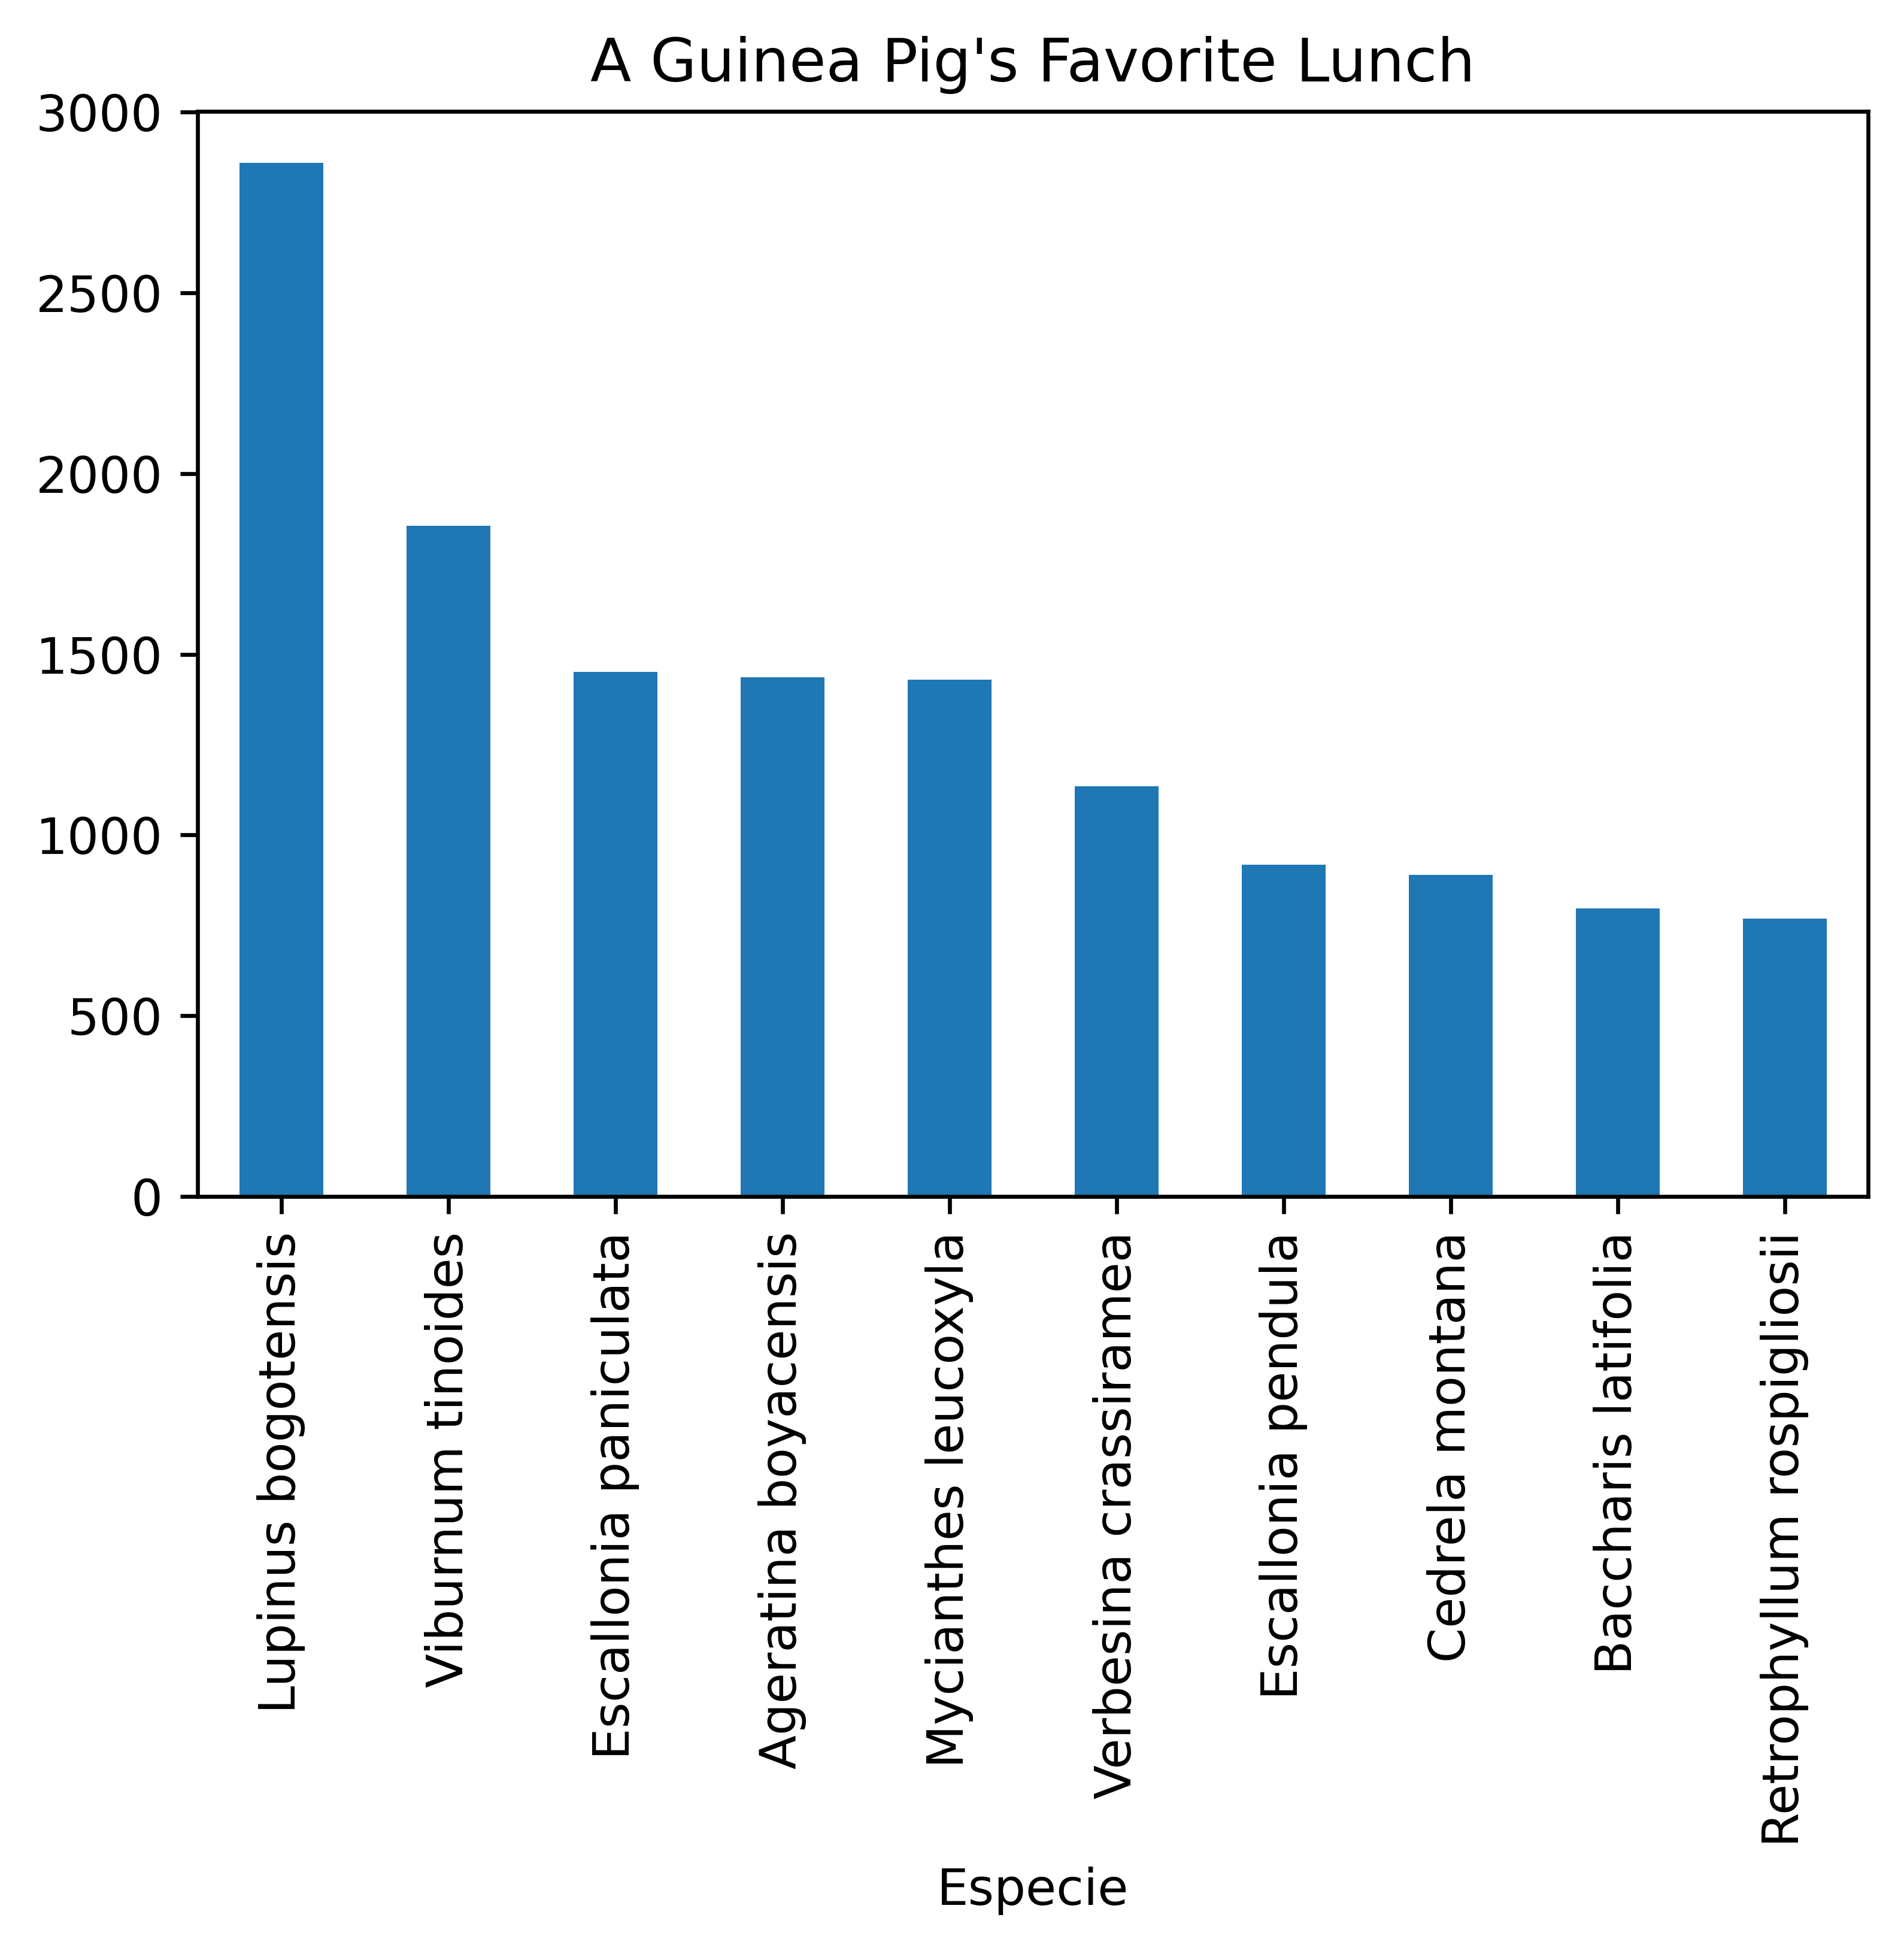 A Guinea Pig's Favorite Lunch
3000
2500
2000
1500
1000
500
0
Lupinus bogotensis
Viburnum tinoides
Escallonia paniculata
Ageratina boyacensis
Mycianthes leucoxyla
Verbesina crassiramea
Escallonia pendula
Cedrela montana
Baccharis latifolia
Retrophyllum rospigliosii
Especie